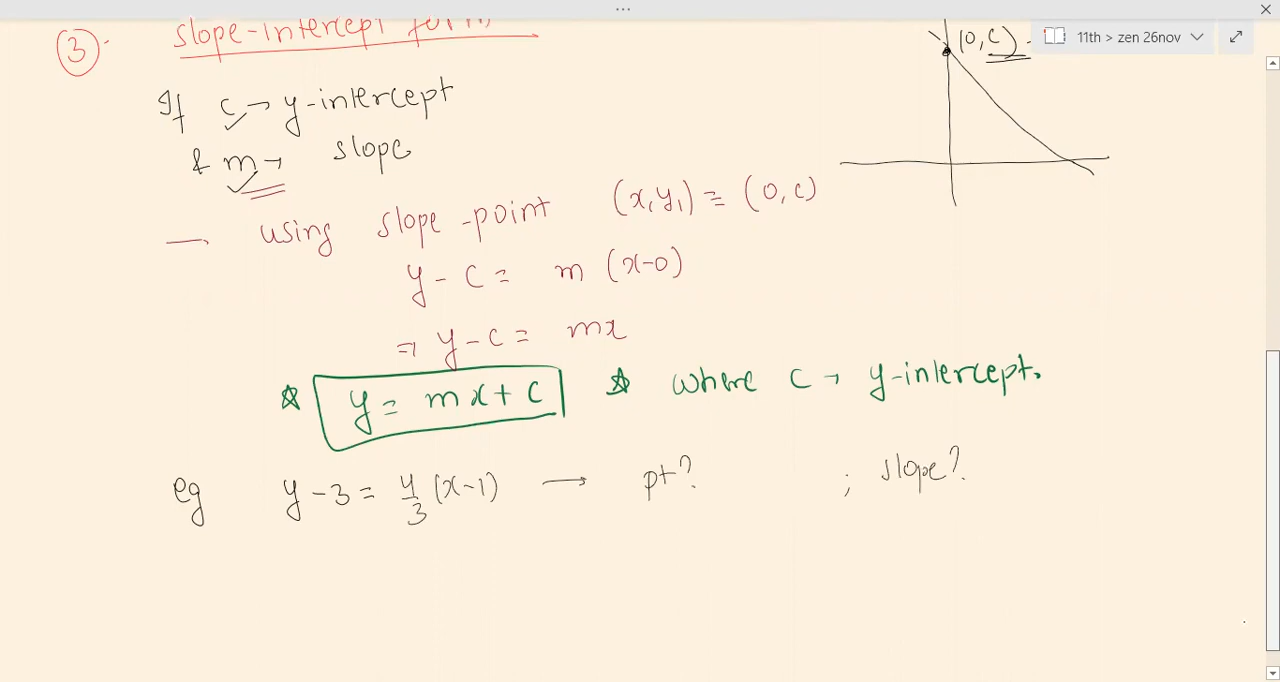 ...
11th > zen 26nov
(3) slope-intercept form
(0, c)
If c → y-intercept
& m → slope
→ using slope-point (x, y₁) ≡ (0, c)
y - c = m (x-0)
⇒ y - c = mx
☆ y = mx + c ☆ where c → y-intercept.
eg y - 3 = 4/3 (x-1) → pt? ; slope?